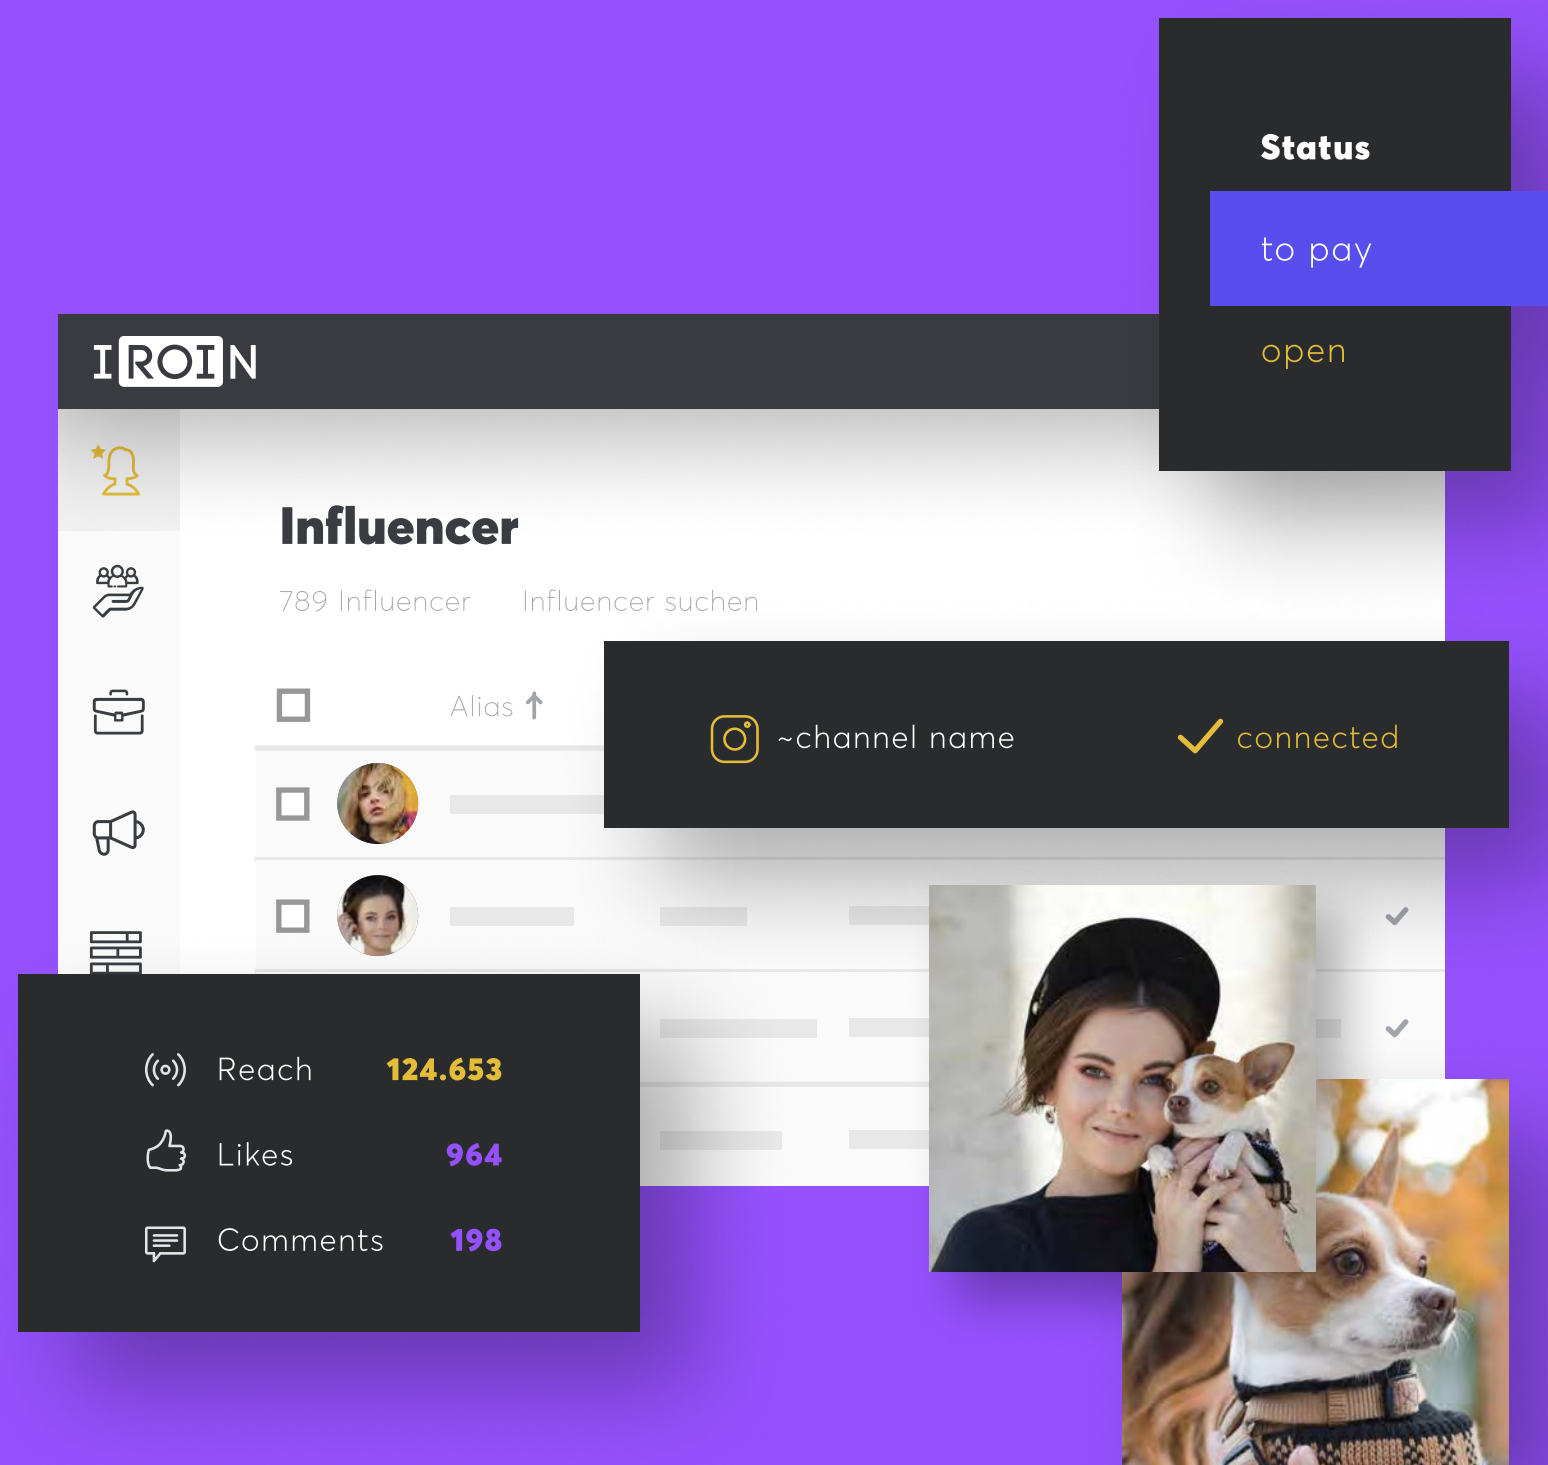 Status
to pay
open
IROIN
Influencer
789 Influencer Influencer suchen
Alias
~channel name connected
Reach 124.653
Likes 964
Comments 198